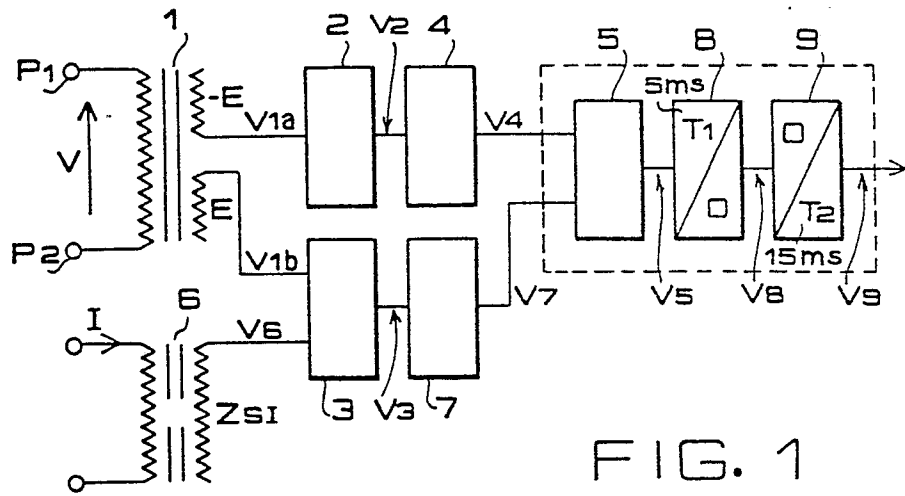 1
2
V2
4
5
8
9
P1
V
P2
-E
E
V1a
V4
5ms
T1
T2
15ms
V1b
V7
V5
V8
V9
I
6
V6
ZSI
3
V3
7
FIG. 1